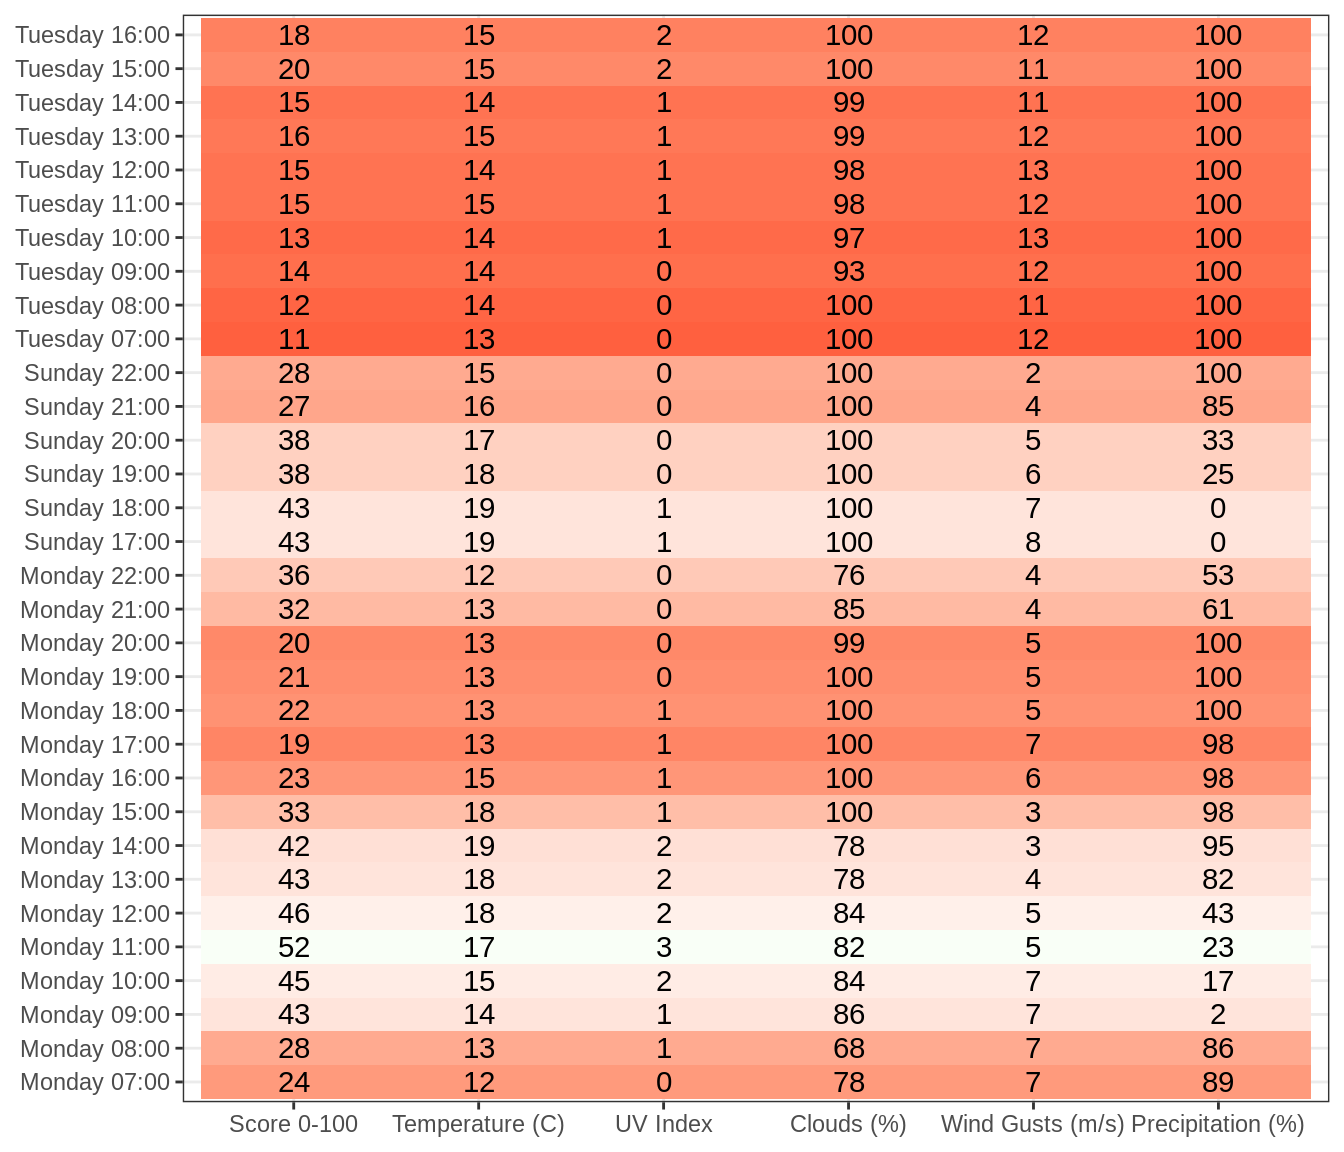 Tuesday 16:00 18 15 2 100 12 100
Tuesday 15:00 20 15 2 100 11 100
Tuesday 14:00 15 14 1 99 11 100
Tuesday 13:00 16 15 1 99 12 100
Tuesday 12:00 15 14 1 98 13 100
Tuesday 11:00 15 15 1 98 12 100
Tuesday 10:00 13 14 1 97 13 100
Tuesday 09:00 14 14 0 93 12 100
Tuesday 08:00 12 14 0 100 11 100
Tuesday 07:00 11 13 0 100 12 100
Sunday 22:00 28 15 0 100 2 100
Sunday 21:00 27 16 0 100 4 85
Sunday 20:00 38 17 0 100 5 33
Sunday 19:00 38 18 0 100 6 25
Sunday 18:00 43 19 1 100 7 0
Sunday 17:00 43 19 1 100 8 0
Monday 22:00 36 12 0 76 4 53
Monday 21:00 32 13 0 85 4 61
Monday 20:00 20 13 0 99 5 100
Monday 19:00 21 13 0 100 5 100
Monday 18:00 22 13 1 100 5 100
Monday 17:00 19 13 1 100 7 98
Monday 16:00 23 15 1 100 6 98
Monday 15:00 33 18 1 100 3 98
Monday 14:00 42 19 2 78 3 95
Monday 13:00 43 18 2 78 4 82
Monday 12:00 46 18 2 84 5 43
Monday 11:00 52 17 3 82 5 23
Monday 10:00 45 15 2 84 7 17
Monday 09:00 43 14 1 86 7 2
Monday 08:00 28 13 1 68 7 86
Monday 07:00 24 12 0 78 7 89
Score 0-100 Temperature (C) UV Index Clouds (%) Wind Gusts (m/s) Precipitation (%)